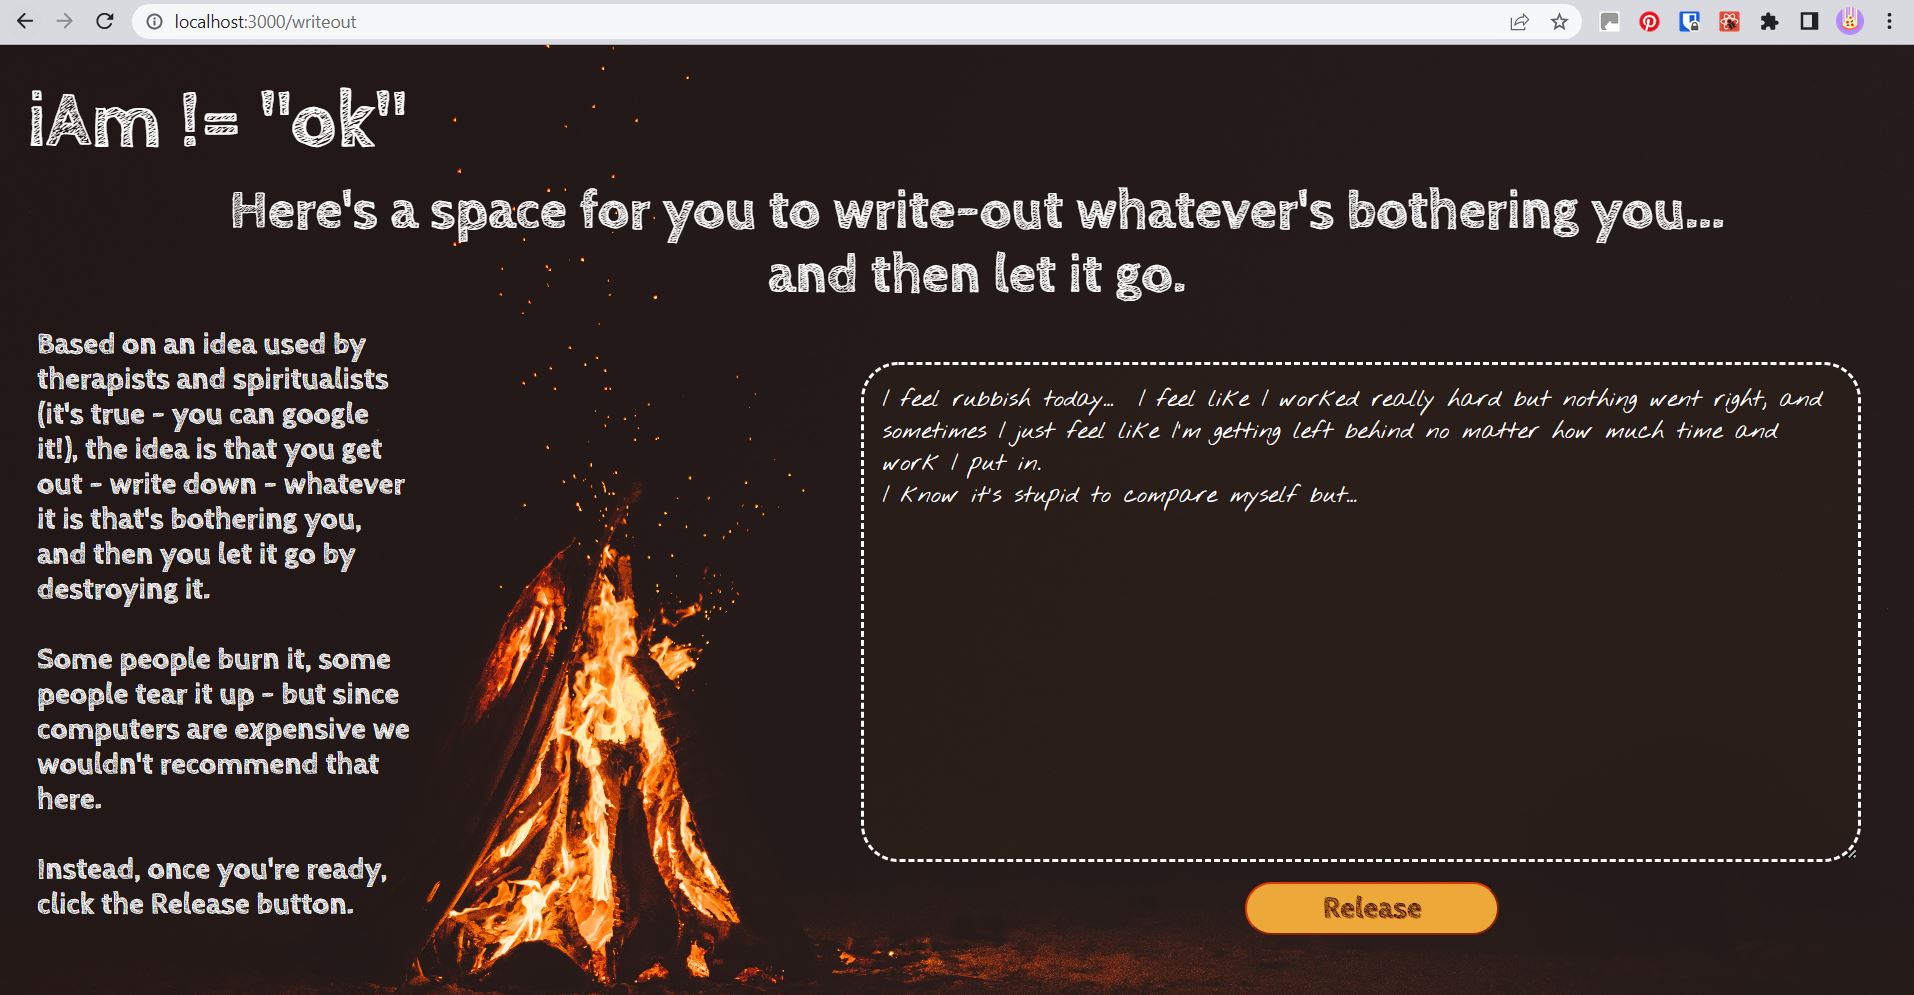 localhost:3000/writeout
iAm != "ok"
Here's a space for you to write-out whatever's bothering you...
and then let it go.
Based on an idea used by
therapists and spiritualists
(it's true - you can google
it!), the idea is that you get
out - write down - whatever
it is that's bothering you,
and then you let it go by
destroying it.
Some people burn it, some
people tear it up - but since
computers are expensive we
wouldn't recommend that
here.
Instead, once you're ready,
click the Release button.
I feel rubbish today...  I feel like I worked really hard but nothing went right, and
sometimes I just feel like I'm getting left behind no matter how much time and
work I put in.
I know it's stupid to compare myself but...
Release